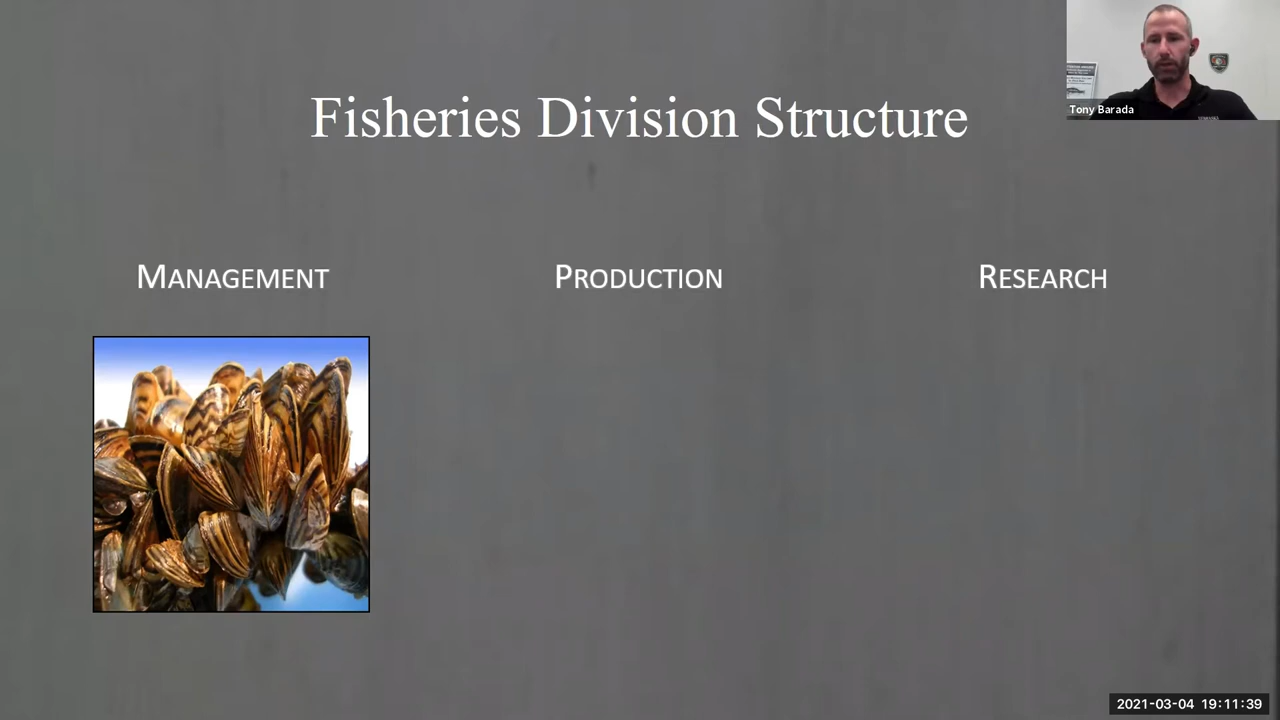 Fisheries Division Structure
Tony Barada
MANAGEMENT
PRODUCTION
RESEARCH
2021-03-04 19:11:39